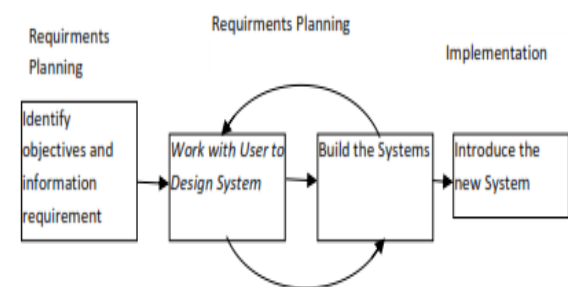 Requirments
Planning
Requirments Planning
Implementation
Identify
objectives and
information
requirement
Work with User to
Design System
Build the Systems
Introduce the
new System